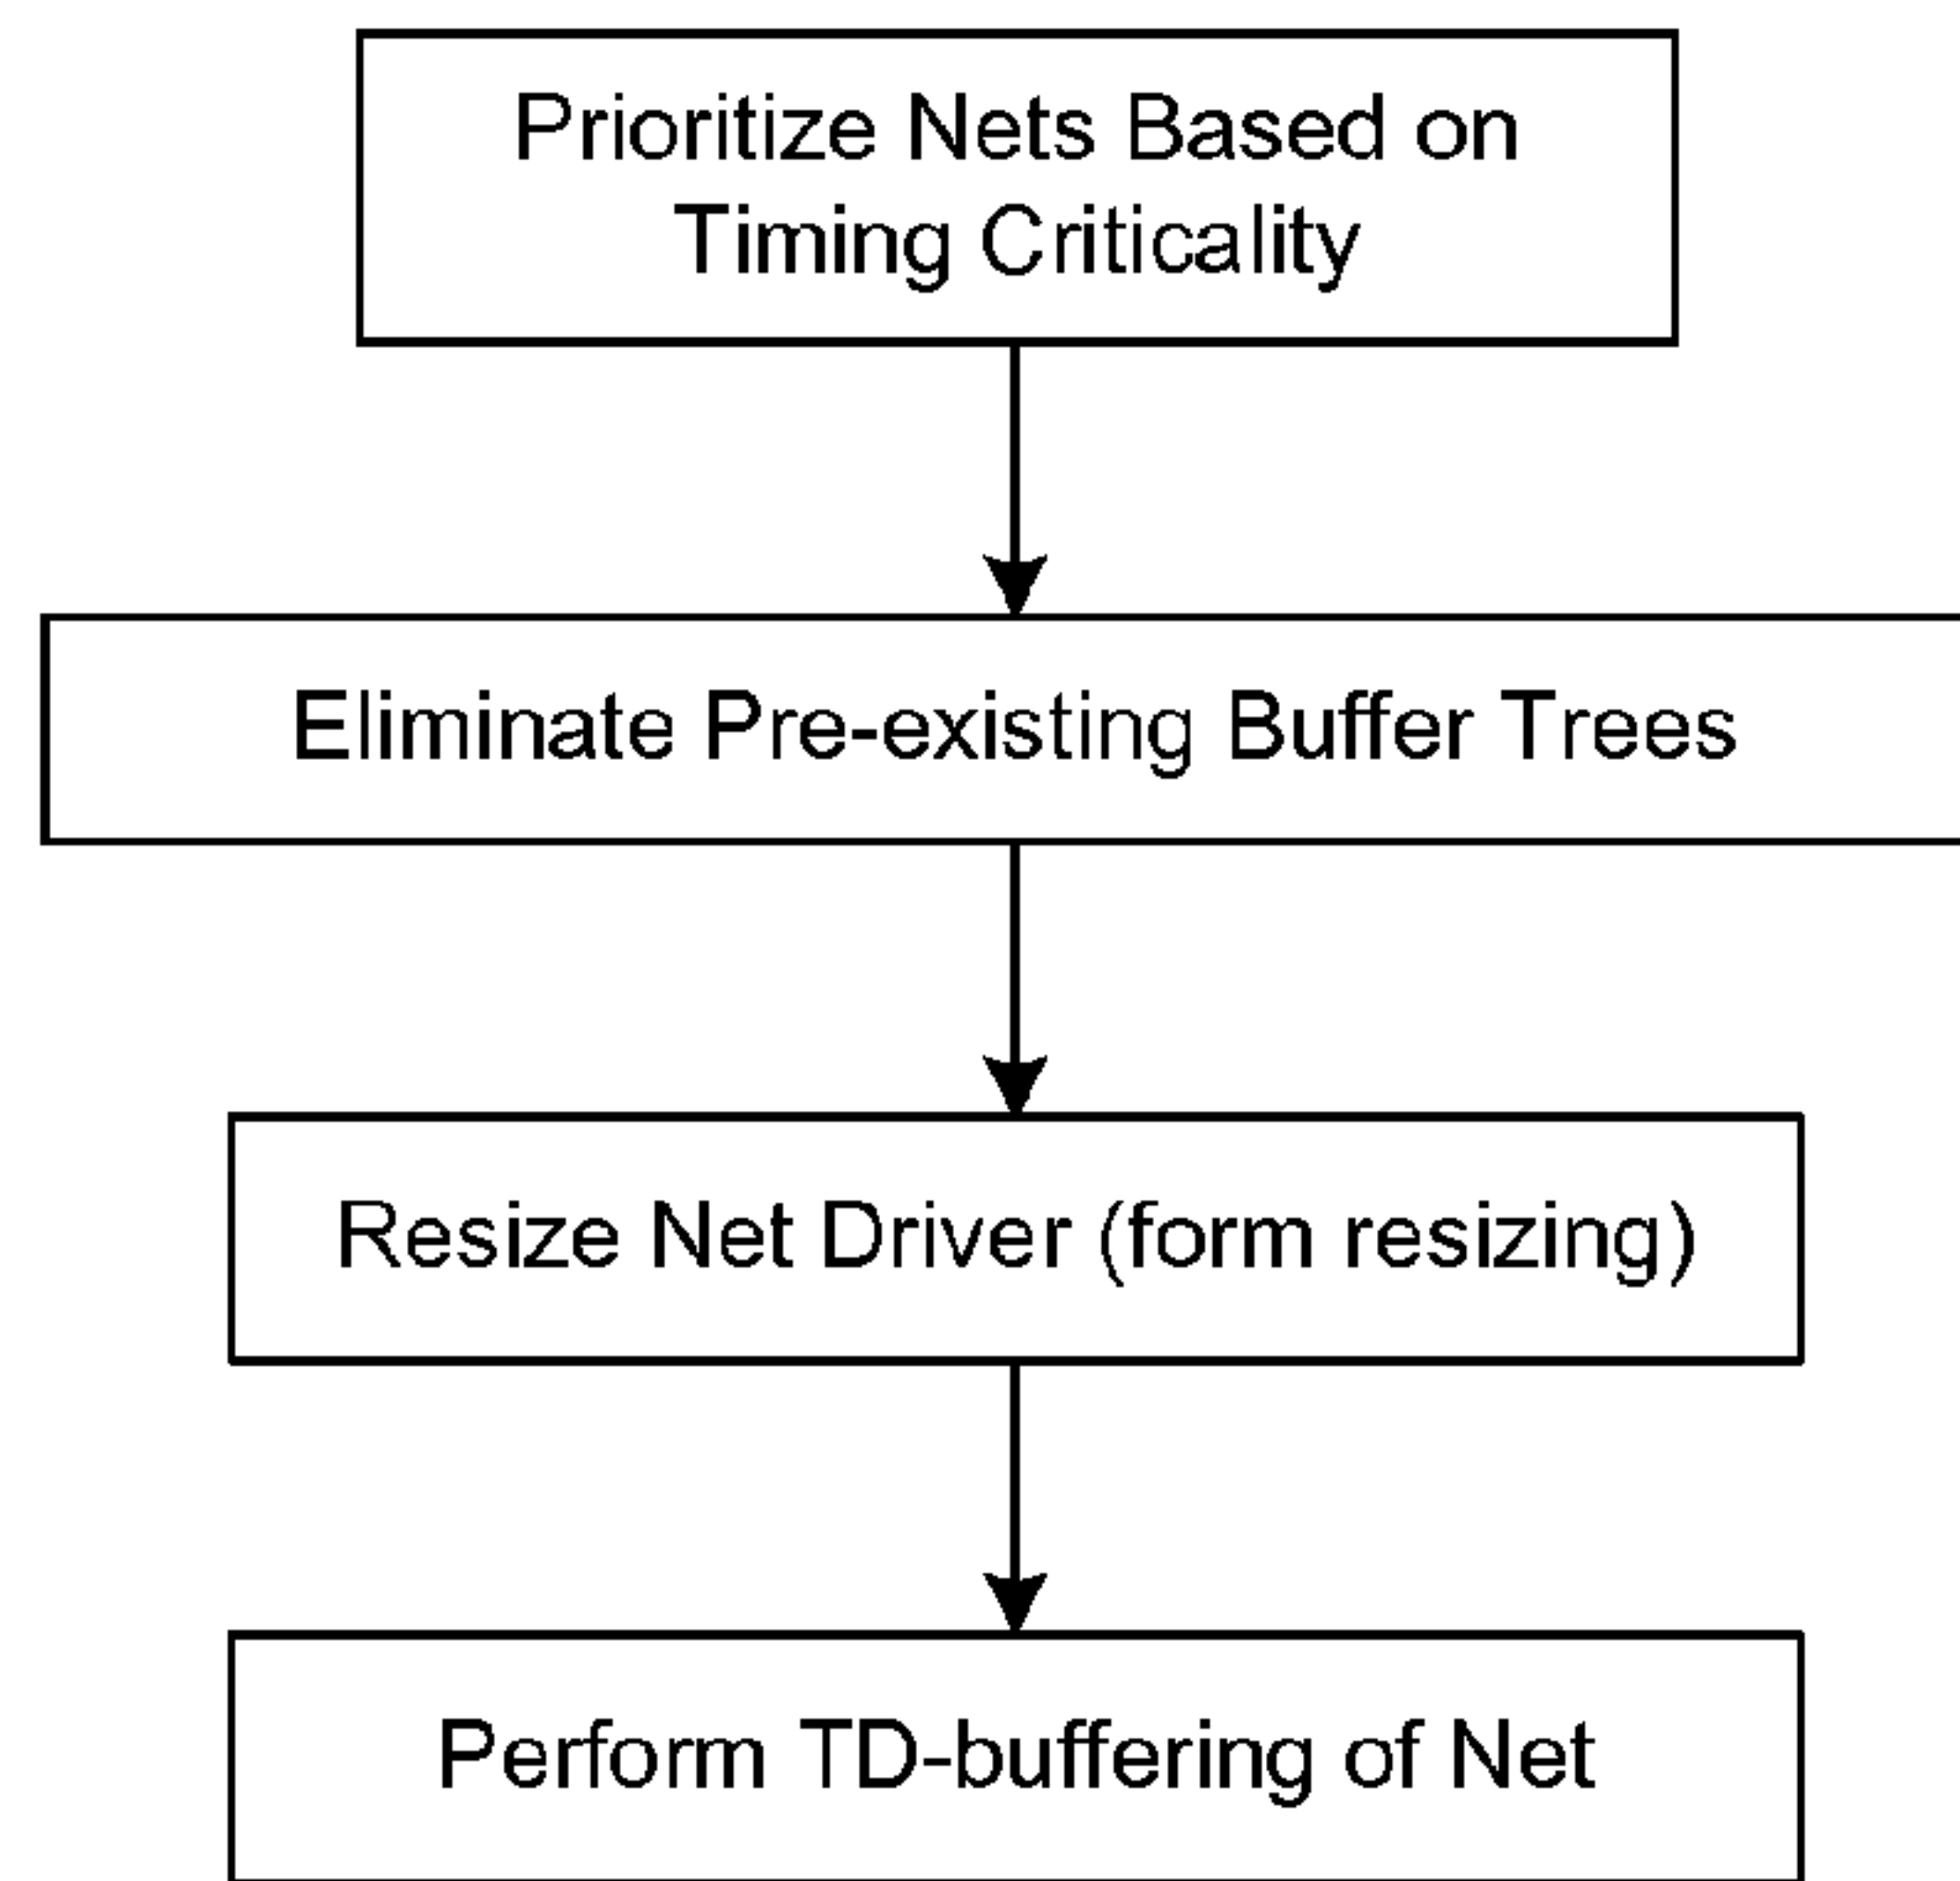 Prioritize Nets Based on
Timing Criticality
Eliminate Pre-existing Buffer Trees
Resize Net Driver (form resizing)
Perform TD-buffering of Net